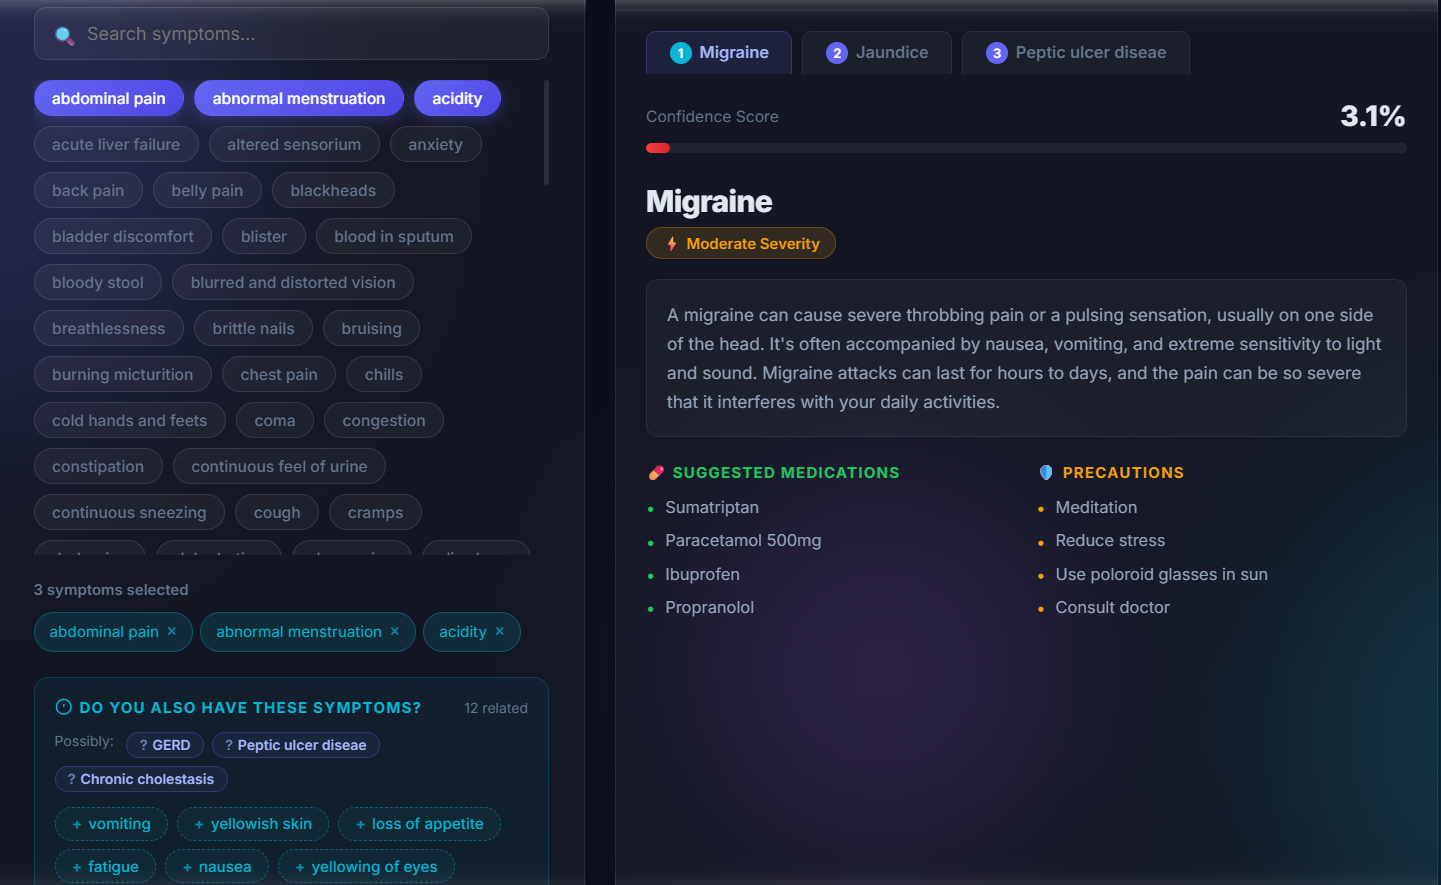 Search symptoms...
abdominal pain abnormal menstruation acidity
acute liver failure altered sensorium anxiety
back pain belly pain blackheads
bladder discomfort blister blood in sputum
bloody stool blurred and distorted vision
breathlessness brittle nails bruising
burning micturition chest pain chills
cold hands and feets coma congestion
constipation continuous feel of urine
continuous sneezing cough cramps
3 symptoms selected
abdominal pain × abnormal menstruation × acidity ×
DO YOU ALSO HAVE THESE SYMPTOMS? 12 related
Possibly: ? GERD ? Peptic ulcer diseae
? Chronic cholestasis
+ vomiting + yellowish skin + loss of appetite
+ fatigue + nausea + yellowing of eyes
1 Migraine 2 Jaundice 3 Peptic ulcer diseae
Confidence Score 3.1%
Migraine
Moderate Severity
A migraine can cause severe throbbing pain or a pulsing sensation, usually on one side
of the head. It's often accompanied by nausea, vomiting, and extreme sensitivity to light
and sound. Migraine attacks can last for hours to days, and the pain can be so severe
that it interferes with your daily activities.
SUGGESTED MEDICATIONS
• Sumatriptan
• Paracetamol 500mg
• Ibuprofen
• Propranolol
PRECAUTIONS
• Meditation
• Reduce stress
• Use poloroid glasses in sun
• Consult doctor